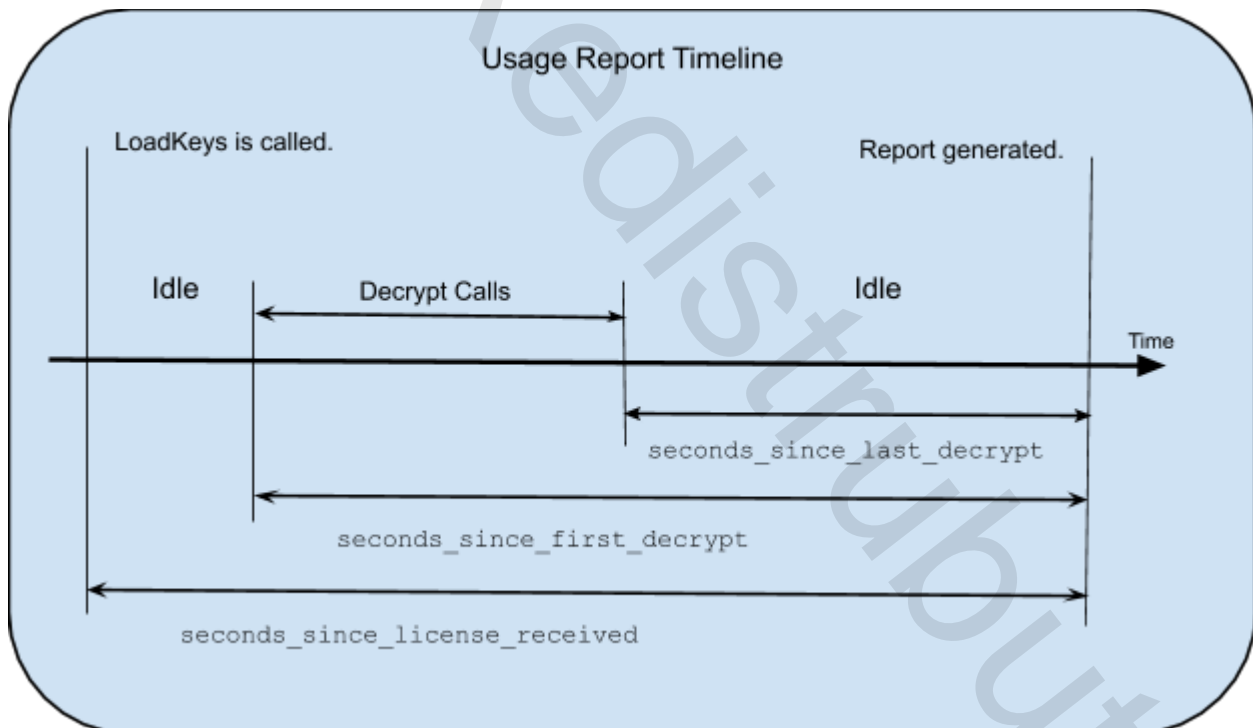 Usage Report Timeline
LoadKeys is called.
Report generated.
Idle
Decrypt Calls
Idle
Time
seconds_since_last_decrypt
seconds_since_first_decrypt
seconds_since_license_received